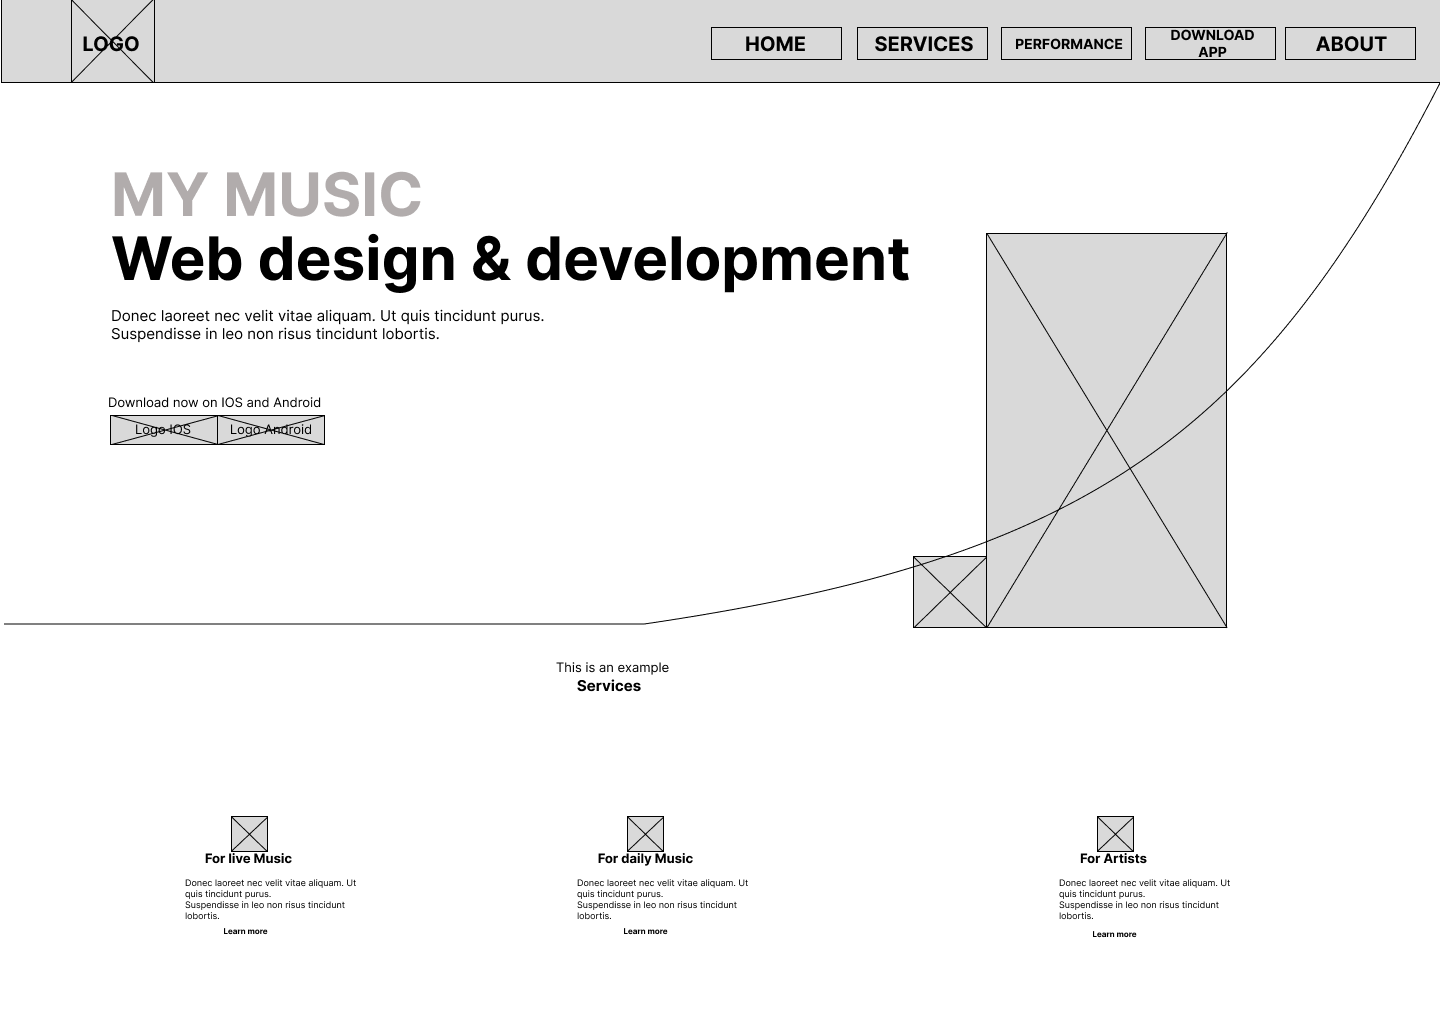 LOGO
HOME
SERVICES
PERFORMANCE
DOWNLOAD
APP
ABOUT
MY MUSIC
Web design & development
Donec laoreet nec velit vitae aliquam. Ut quis tincidunt purus.
Suspendisse in leo non risus tincidunt lobortis.
Download now on IOS and Android
Logo IOS
Logo Android
This is an example
Services
For live Music
Donec laoreet nec velit vitae aliquam. Ut
quis tincidunt purus.
Suspendisse in leo non risus tincidunt
lobortis.
Learn more
For daily Music
Donec laoreet nec velit vitae aliquam. Ut
quis tincidunt purus.
Suspendisse in leo non risus tincidunt
lobortis.
Learn more
For Artists
Donec laoreet nec velit vitae aliquam. Ut
quis tincidunt purus.
Suspendisse in leo non risus tincidunt
lobortis.
Learn more